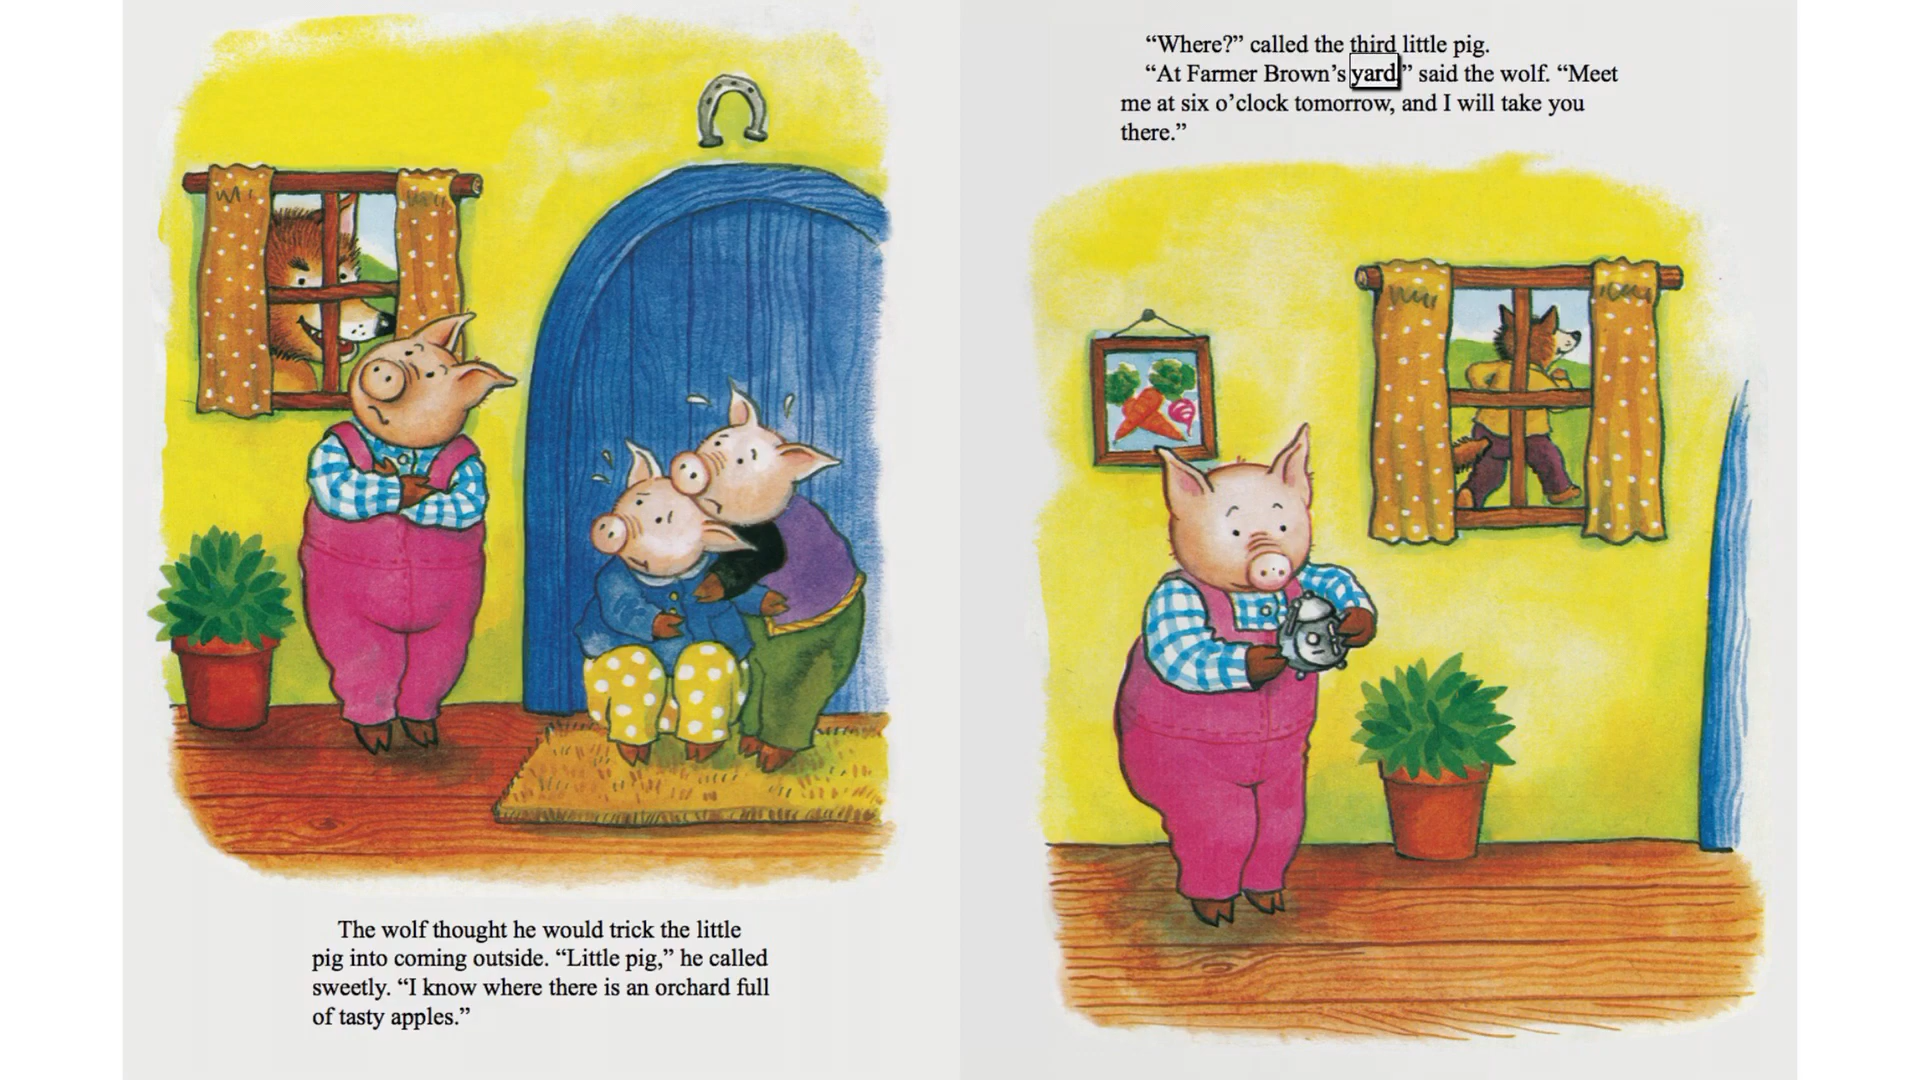 The wolf thought he would trick the little
pig into coming outside. “Little pig,” he called
sweetly. “I know where there is an orchard full
of tasty apples.”
“Where?” called the third little pig.
“At Farmer Brown’s yard,” said the wolf. “Meet
me at six o’clock tomorrow, and I will take you
there.”